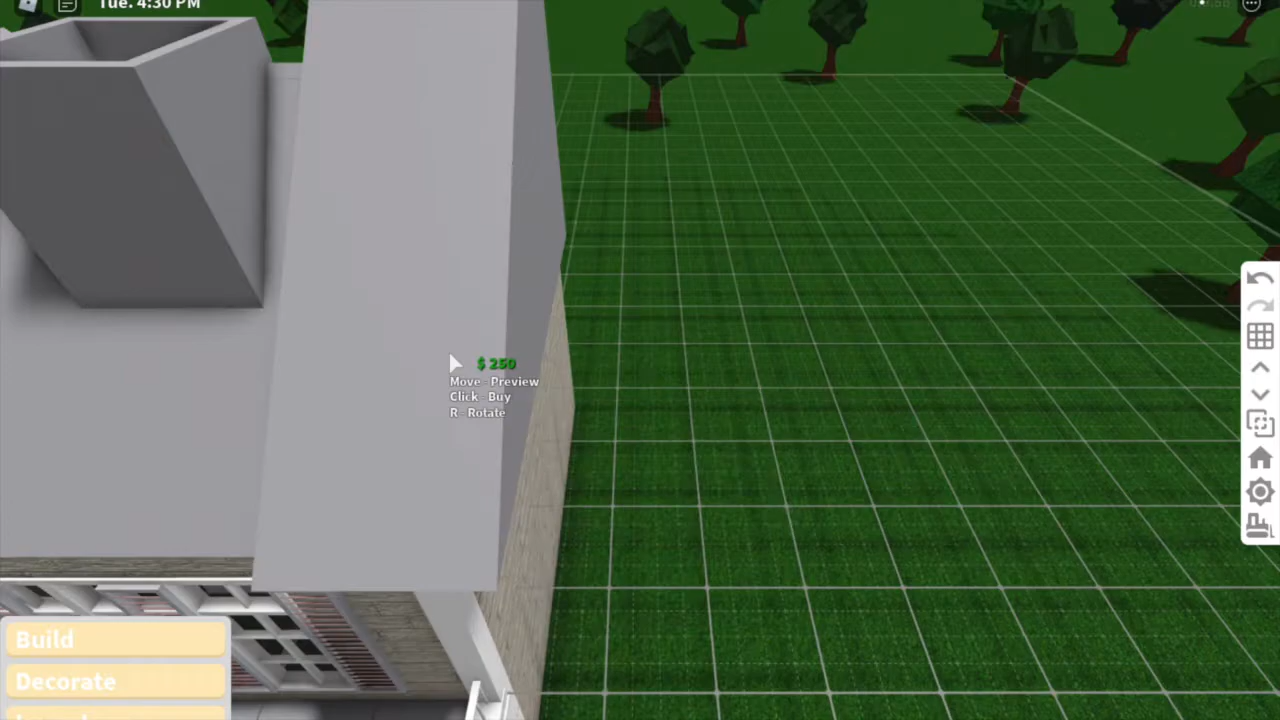 Tue. 4:30 PM
$ 250
Move - Preview
Click - Buy
R - Rotate
Build
Decorate